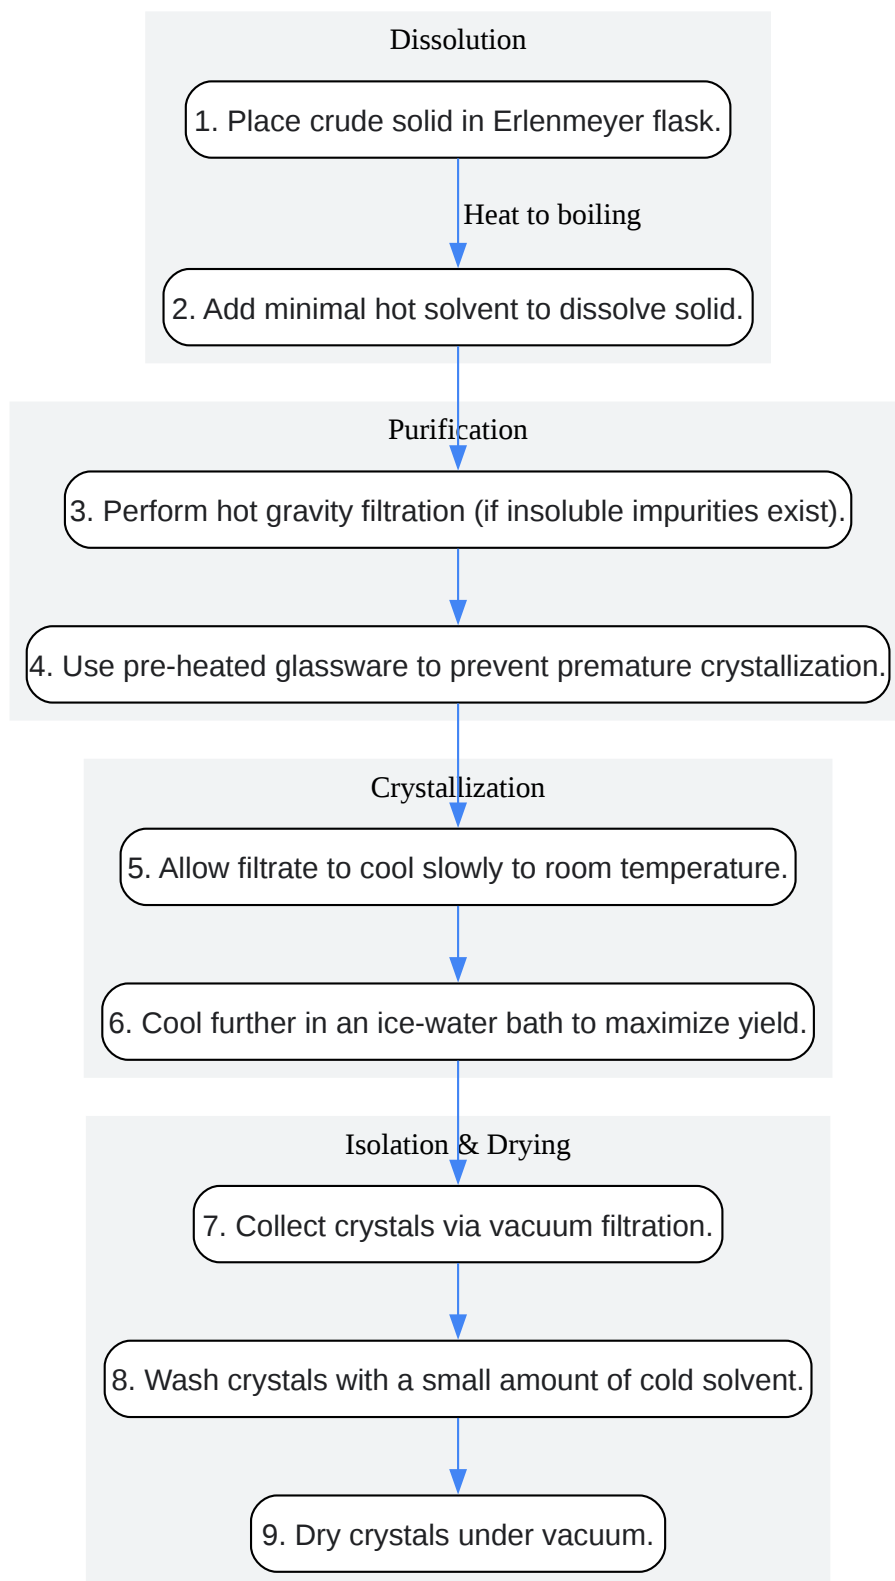 Dissolution
1. Place crude solid in Erlenmeyer flask.
Heat to boiling
2. Add minimal hot solvent to dissolve solid.
Purification
3. Perform hot gravity filtration (if insoluble impurities exist).
4. Use pre-heated glassware to prevent premature crystallization.
Crystallization
5. Allow filtrate to cool slowly to room temperature.
6. Cool further in an ice-water bath to maximize yield.
Isolation & Drying
7. Collect crystals via vacuum filtration.
8. Wash crystals with a small amount of cold solvent.
9. Dry crystals under vacuum.